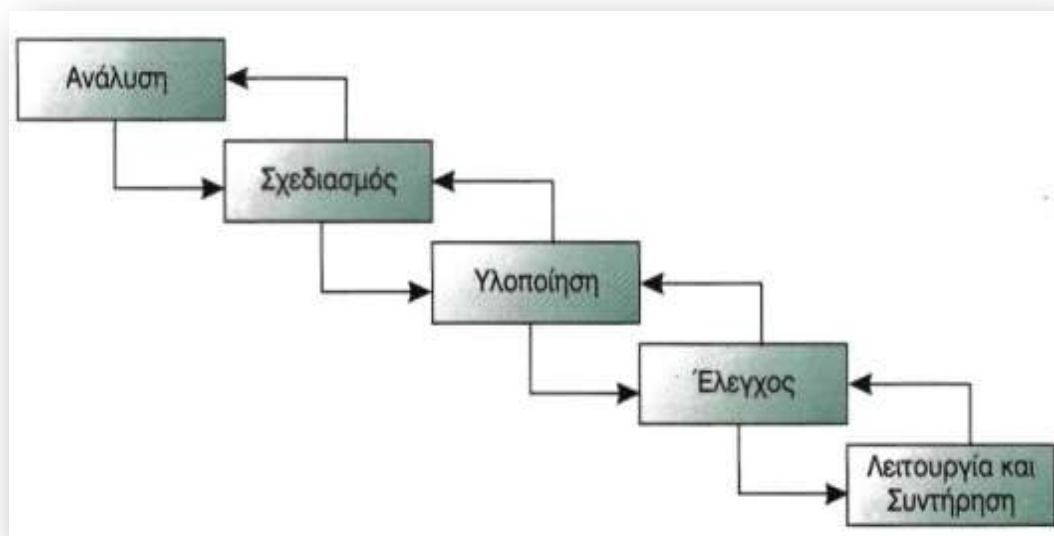 Ανάλυση
Σχεδιασμός
Υλοποίηση
Έλεγχος
Λειτουργία και
Συντήρηση